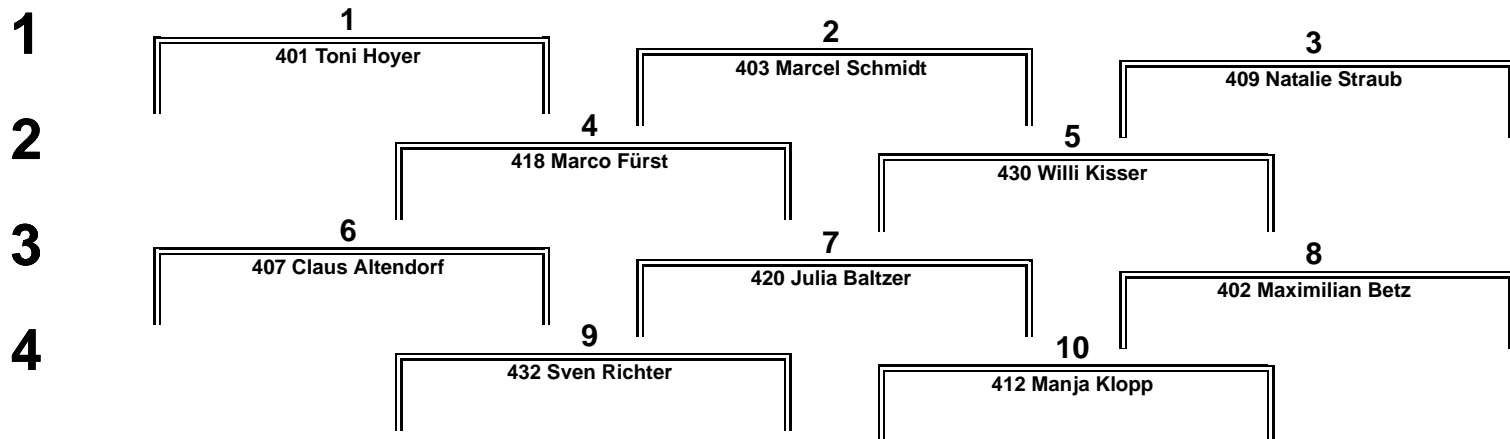 1
1
401 Toni Hoyer
2
403 Marcel Schmidt
3
409 Natalie Straub
2
4
418 Marco Fürst
5
430 Willi Kisser
3
6
407 Claus Altendorf
7
420 Julia Baltzer
8
402 Maximilian Betz
4
9
432 Sven Richter
10
412 Manja Klopp